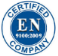 CERTIFIED
EN
9100:2009
COMPANY